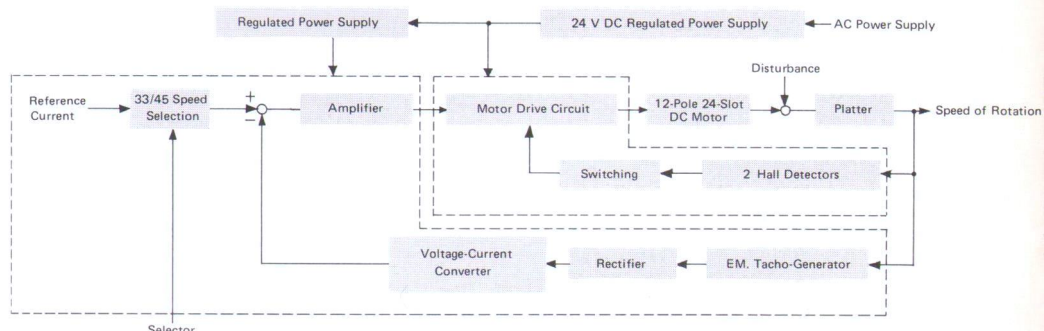 Regulated Power Supply
24 V DC Regulated Power Supply
AC Power Supply
Disturbance
Reference
Current
33/45 Speed
Selection
+
−
Amplifier
Motor Drive Circuit
12-Pole 24-Slot
DC Motor
Platter
Speed of Rotation
Switching
2 Hall Detectors
Voltage-Current
Converter
Rectifier
EM. Tacho-Generator
Selector